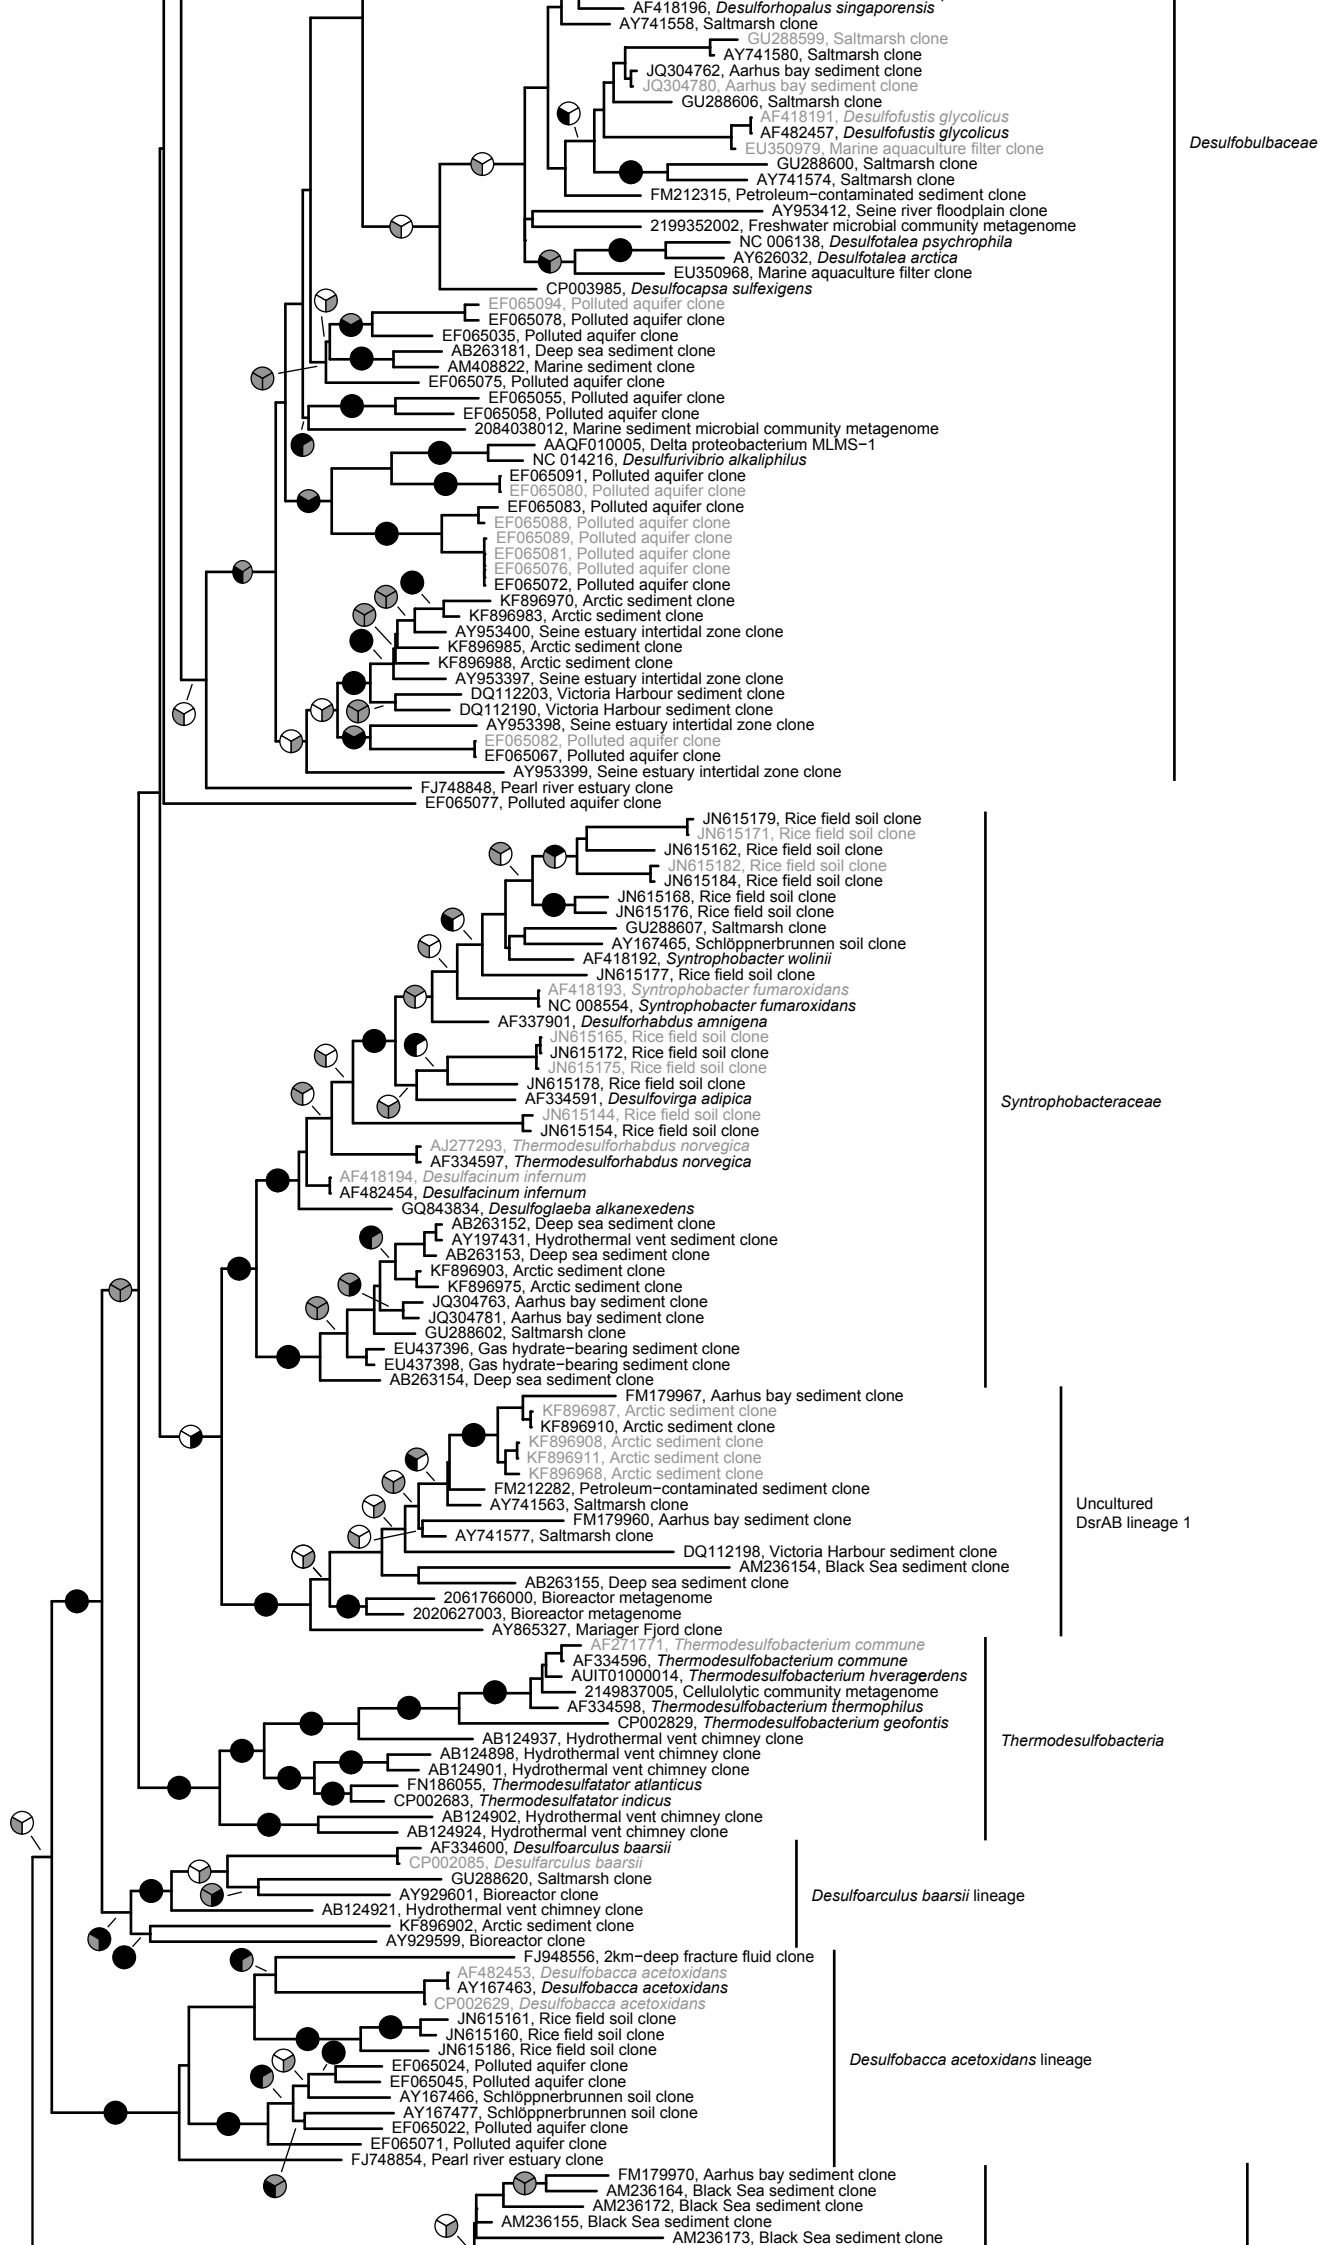 AF418196, Desulforhopalus singaporensis
AY741558, Saltmarsh clone
GU288599, Saltmarsh clone
AY741580, Saltmarsh clone
JQ304762, Aarhus bay sediment clone
JQ304780, Aarhus bay sediment clone
GU288606, Saltmarsh clone
AF418191, Desulfofustis glycolicus
AF482457, Desulfofustis glycolicus
EU350979, Marine aquaculture filter clone
Desulfobulbaceae
GU288600, Saltmarsh clone
AY741574, Saltmarsh clone
FM212315, Petroleum−contaminated sediment clone
AY953412, Seine river floodplain clone
2199352002, Freshwater microbial community metagenome
NC 006138, Desulfotalea psychrophila
AY626032, Desulfotalea arctica
EU350968, Marine aquaculture filter clone
CP003985, Desulfocapsa sulfexigens
EF065094, Polluted aquifer clone
EF065078, Polluted aquifer clone
EF065035, Polluted aquifer clone
AB263181, Deep sea sediment clone
AM408822, Marine sediment clone
EF065075, Polluted aquifer clone
EF065055, Polluted aquifer clone
EF065058, Polluted aquifer clone
2084038012, Marine sediment microbial community metagenome
AAQF010005, Delta proteobacterium MLMS−1
NC 014216, Desulfurivibrio alkaliphilus
EF065091, Polluted aquifer clone
EF065080, Polluted aquifer clone
EF065083, Polluted aquifer clone
EF065088, Polluted aquifer clone
EF065089, Polluted aquifer clone
EF065081, Polluted aquifer clone
EF065076, Polluted aquifer clone
EF065072, Polluted aquifer clone
KF896970, Arctic sediment clone
KF896983, Arctic sediment clone
AY953400, Seine estuary intertidal zone clone
KF896985, Arctic sediment clone
KF896988, Arctic sediment clone
AY953397, Seine estuary intertidal zone clone
DQ112203, Victoria Harbour sediment clone
DQ112190, Victoria Harbour sediment clone
AY953398, Seine estuary intertidal zone clone
EF065082, Polluted aquifer clone
EF065067, Polluted aquifer clone
AY953399, Seine estuary intertidal zone clone
FJ748848, Pearl river estuary clone
EF065077, Polluted aquifer clone
JN615179, Rice field soil clone
JN615171, Rice field soil clone
JN615162, Rice field soil clone
JN615182, Rice field soil clone
JN615184, Rice field soil clone
JN615168, Rice field soil clone
JN615176, Rice field soil clone
GU288607, Saltmarsh clone
AY167465, Schlöppnerbrunnen soil clone
AF418192, Syntrophobacter wolinii
JN615177, Rice field soil clone
AF418193, Syntrophobacter fumaroxidans
NC 008554, Syntrophobacter fumaroxidans
AF337901, Desulforhabdus amnigena
JN615165, Rice field soil clone
JN615172, Rice field soil clone
JN615175, Rice field soil clone
JN615178, Rice field soil clone
AF334591, Desulfovirga adipica
Syntrophobacteraceae
JN615144, Rice field soil clone
JN615154, Rice field soil clone
AJ277293, Thermodesulforhabdus norvegica
AF334597, Thermodesulforhabdus norvegica
AF418194, Desulfacinum infernum
AF482454, Desulfacinum infernum
GQ843834, Desulfoglaeba alkanexedens
AB263152, Deep sea sediment clone
AY197431, Hydrothermal vent sediment clone
AB263153, Deep sea sediment clone
KF896903, Arctic sediment clone
KF896975, Arctic sediment clone
JQ304763, Aarhus bay sediment clone
JQ304781, Aarhus bay sediment clone
GU288602, Saltmarsh clone
EU437396, Gas hydrate−bearing sediment clone
EU437398, Gas hydrate−bearing sediment clone
AB263154, Deep sea sediment clone
FM179967, Aarhus bay sediment clone
KF896987, Arctic sediment clone
KF896910, Arctic sediment clone
KF896908, Arctic sediment clone
KF896911, Arctic sediment clone
KF896968, Arctic sediment clone
FM212282, Petroleum−contaminated sediment clone
AY741563, Saltmarsh clone
Uncultured
DsrAB lineage 1
FM179960, Aarhus bay sediment clone
AY741577, Saltmarsh clone
DQ112198, Victoria Harbour sediment clone
AM236154, Black Sea sediment clone
AB263155, Deep sea sediment clone
2061766000, Bioreactor metagenome
2020627003, Bioreactor metagenome
AY865327, Mariager Fjord clone
AF271771, Thermodesulfobacterium commune
AF334596, Thermodesulfobacterium commune
AUIT01000014, Thermodesulfobacterium hveragerdens
2149837005, Cellulolytic community metagenome
AF334598, Thermodesulfobacterium thermophilus
CP002829, Thermodesulfobacterium geofontis
AB124937, Hydrothermal vent chimney clone
Thermodesulfobacteria
AB124898, Hydrothermal vent chimney clone
AB124901, Hydrothermal vent chimney clone
FN186055, Thermodesulfatator atlanticus
CP002683, Thermodesulfatator indicus
AB124902, Hydrothermal vent chimney clone
AB124924, Hydrothermal vent chimney clone
AF334600, Desulfoarculus baarsii
CP002085, Desulfarculus baarsii
GU288620, Saltmarsh clone
AY929601, Bioreactor clone
Desulfoarculus baarsii lineage
AB124921, Hydrothermal vent chimney clone
KF896902, Arctic sediment clone
AY929599, Bioreactor clone
FJ948556, 2km−deep fracture fluid clone
AF482453, Desulfobacca acetoxidans
AY167463, Desulfobacca acetoxidans
CP002629, Desulfobacca acetoxidans
JN615161, Rice field soil clone
JN615160, Rice field soil clone
JN615186, Rice field soil clone
Desulfobacca acetoxidans lineage
EF065024, Polluted aquifer clone
EF065045, Polluted aquifer clone
AY167466, Schlöppnerbrunnen soil clone
AY167477, Schlöppnerbrunnen soil clone
EF065022, Polluted aquifer clone
EF065071, Polluted aquifer clone
FJ748854, Pearl river estuary clone
FM179970, Aarhus bay sediment clone
AM236164, Black Sea sediment clone
AM236172, Black Sea sediment clone
AM236155, Black Sea sediment clone
AM236173, Black Sea sediment clone